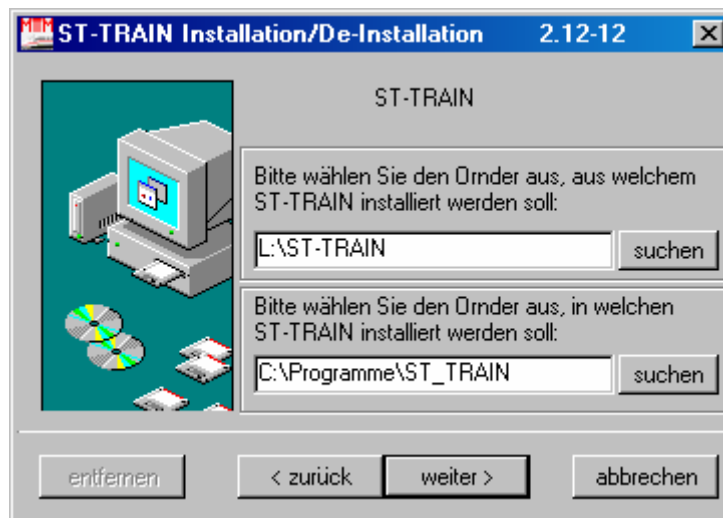 ST-TRAIN Installation/De-Installation 2.12-12
ST-TRAIN
Bitte wählen Sie den Ornder aus, aus welchem
ST-TRAIN installiert werden soll:
L:\ST-TRAIN
suchen
Bitte wählen Sie den Ornder aus, in welchen
ST-TRAIN installiert werden soll:
C:\Programme\ST_TRAIN
suchen
entfernen
< zurück
weiter >
abbrechen